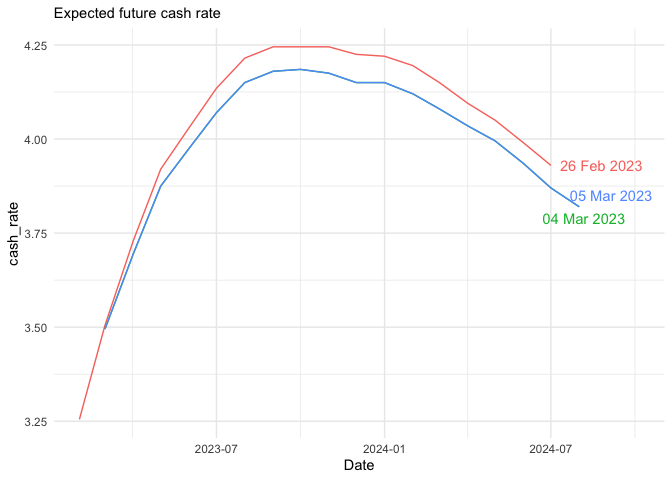 Expected future cash rate
4.25
4.00
3.75
3.50
3.25
cash_rate
26 Feb 2023
05 Mar 2023
04 Mar 2023
2023-07
2024-01
2024-07
Date